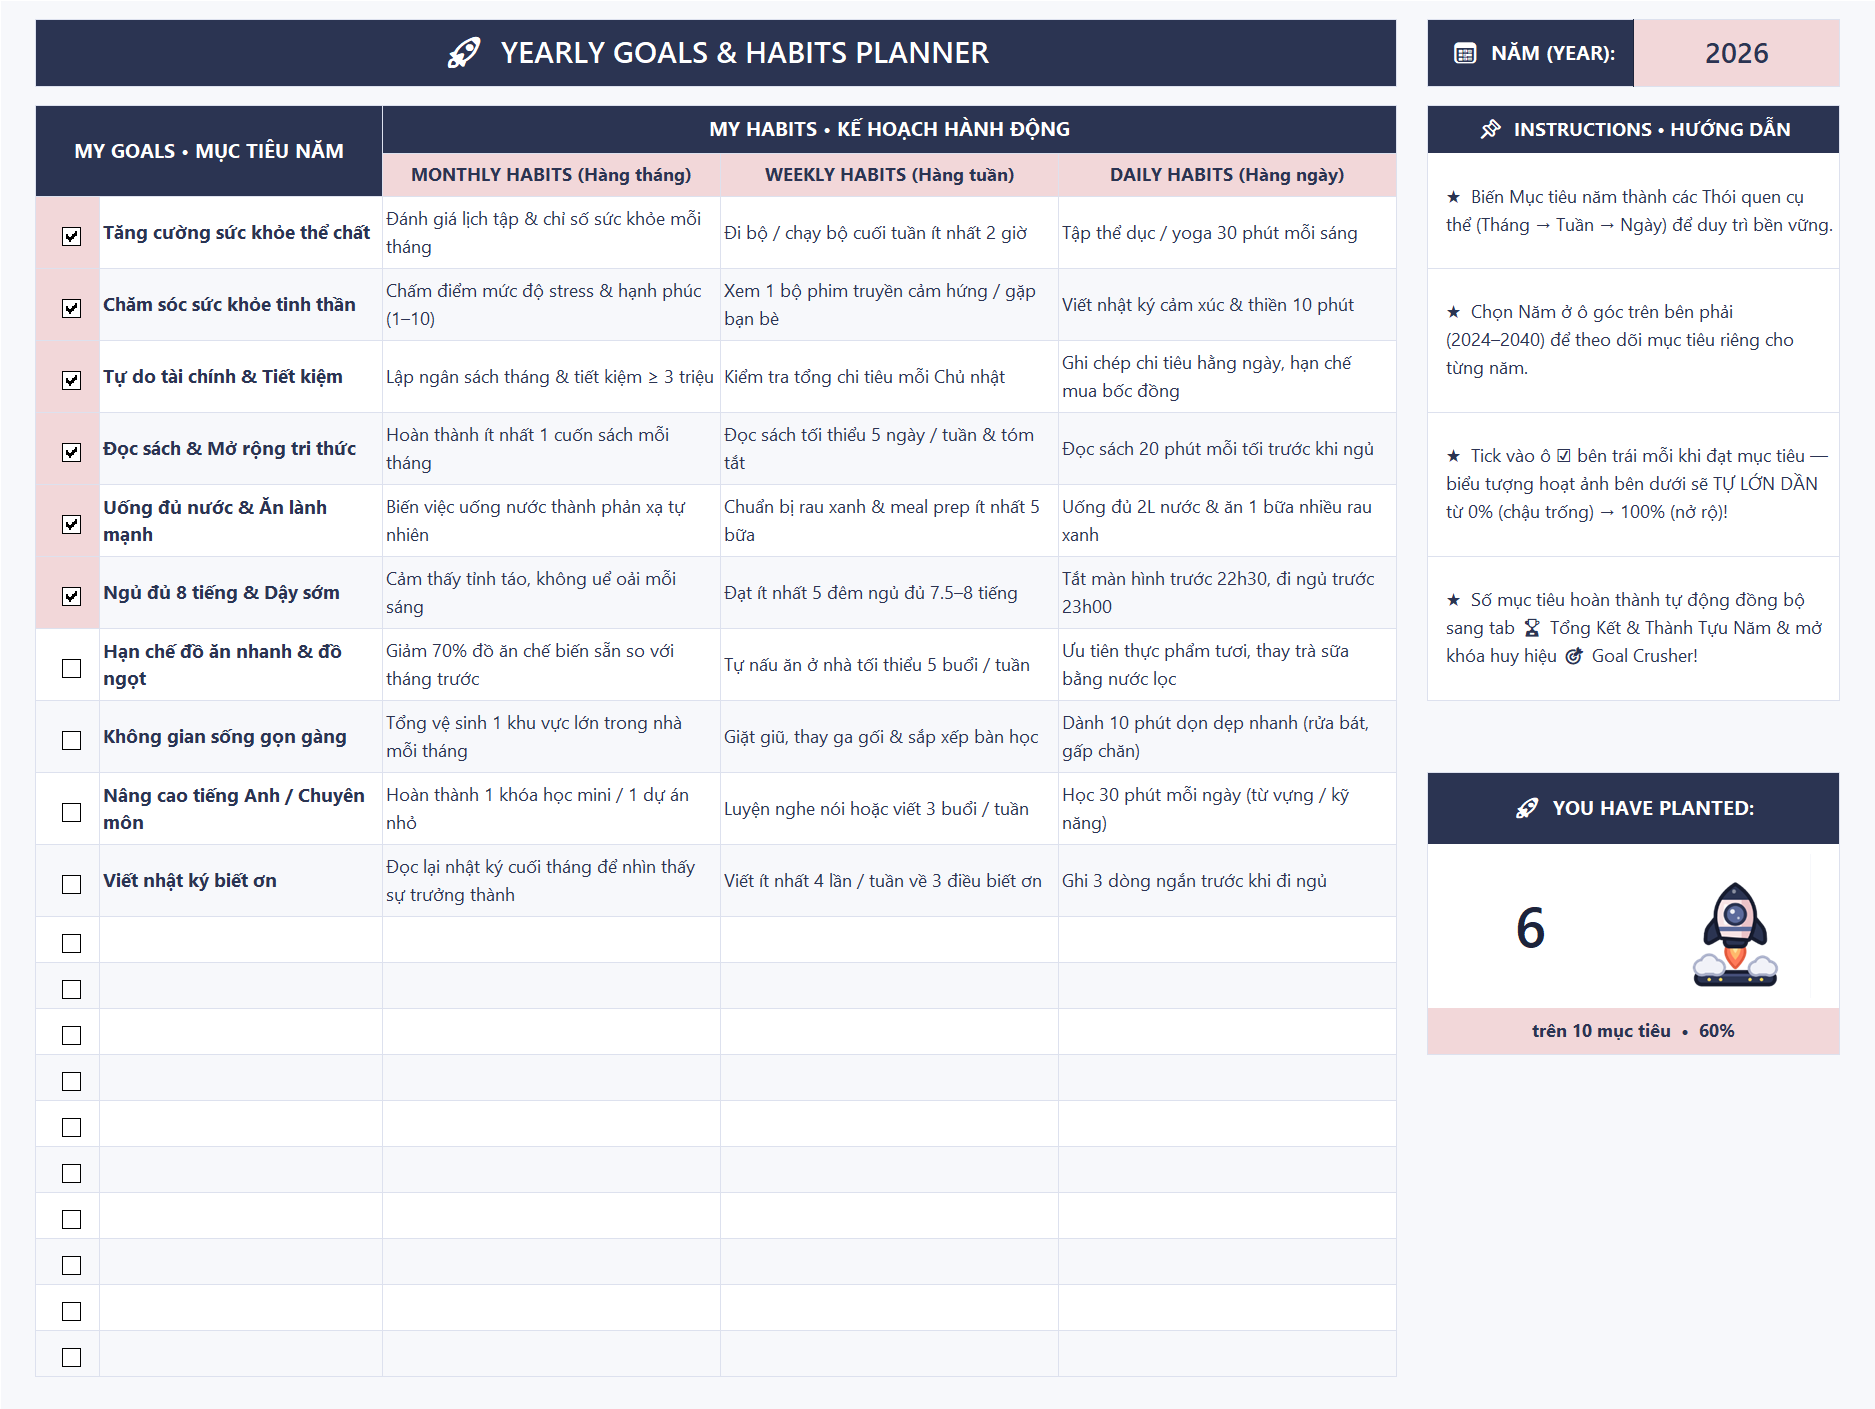 YEARLY GOALS & HABITS PLANNER
NĂM (YEAR):
2026
MY GOALS • MỤC TIÊU NĂM
MY HABITS • KẾ HOẠCH HÀNH ĐỘNG
MONTHLY HABITS (Hàng tháng)
WEEKLY HABITS (Hàng tuần)
DAILY HABITS (Hàng ngày)
Tăng cường sức khỏe thể chất
Đánh giá lịch tập & chỉ số sức khỏe mỗi
tháng
Đi bộ / chạy bộ cuối tuần ít nhất 2 giờ
Tập thể dục / yoga 30 phút mỗi sáng
Chăm sóc sức khỏe tinh thần
Chấm điểm mức độ stress & hạnh phúc
(1–10)
Xem 1 bộ phim truyền cảm hứng / gặp
bạn bè
Viết nhật ký cảm xúc & thiền 10 phút
Tự do tài chính & Tiết kiệm
Lập ngân sách tháng & tiết kiệm ≥ 3 triệu
Kiểm tra tổng chi tiêu mỗi Chủ nhật
Ghi chép chi tiêu hằng ngày, hạn chế
mua bốc đồng
Đọc sách & Mở rộng tri thức
Hoàn thành ít nhất 1 cuốn sách mỗi
tháng
Đọc sách tối thiểu 5 ngày / tuần & tóm
tắt
Đọc sách 20 phút mỗi tối trước khi ngủ
Uống đủ nước & Ăn lành
mạnh
Biến việc uống nước thành phản xạ tự
nhiên
Chuẩn bị rau xanh & meal prep ít nhất 5
bữa
Uống đủ 2L nước & ăn 1 bữa nhiều rau
xanh
Ngủ đủ 8 tiếng & Dậy sớm
Cảm thấy tỉnh táo, không uể oải mỗi
sáng
Đạt ít nhất 5 đêm ngủ đủ 7.5–8 tiếng
Tắt màn hình trước 22h30, đi ngủ trước
23h00
Hạn chế đồ ăn nhanh & đồ
ngọt
Giảm 70% đồ ăn chế biến sẵn so với
tháng trước
Tự nấu ăn ở nhà tối thiểu 5 buổi / tuần
Ưu tiên thực phẩm tươi, thay trà sữa
bằng nước lọc
Không gian sống gọn gàng
Tổng vệ sinh 1 khu vực lớn trong nhà
mỗi tháng
Giặt giũ, thay ga gối & sắp xếp bàn học
Dành 10 phút dọn dẹp nhanh (rửa bát,
gấp chăn)
Nâng cao tiếng Anh / Chuyên
môn
Hoàn thành 1 khóa học mini / 1 dự án
nhỏ
Luyện nghe nói hoặc viết 3 buổi / tuần
Học 30 phút mỗi ngày (từ vựng / kỹ
năng)
Viết nhật ký biết ơn
Đọc lại nhật ký cuối tháng để nhìn thấy
sự trưởng thành
Viết ít nhất 4 lần / tuần về 3 điều biết ơn
Ghi 3 dòng ngắn trước khi đi ngủ
INSTRUCTIONS • HƯỚNG DẪN
★ Biến Mục tiêu năm thành các Thói quen cụ
thể (Tháng → Tuần → Ngày) để duy trì bền vững.
★ Chọn Năm ở ô góc trên bên phải
(2024–2040) để theo dõi mục tiêu riêng cho
từng năm.
★ Tick vào ô ☑ bên trái mỗi khi đạt mục tiêu —
biểu tượng hoạt ảnh bên dưới sẽ TỰ LỚN DẦN
từ 0% (chậu trống) → 100% (nở rộ)!
★ Số mục tiêu hoàn thành tự động đồng bộ
sang tab 🏆 Tổng Kết & Thành Tựu Năm & mở
khóa huy hiệu 🎯 Goal Crusher!
YOU HAVE PLANTED:
6
trên 10 mục tiêu • 60%